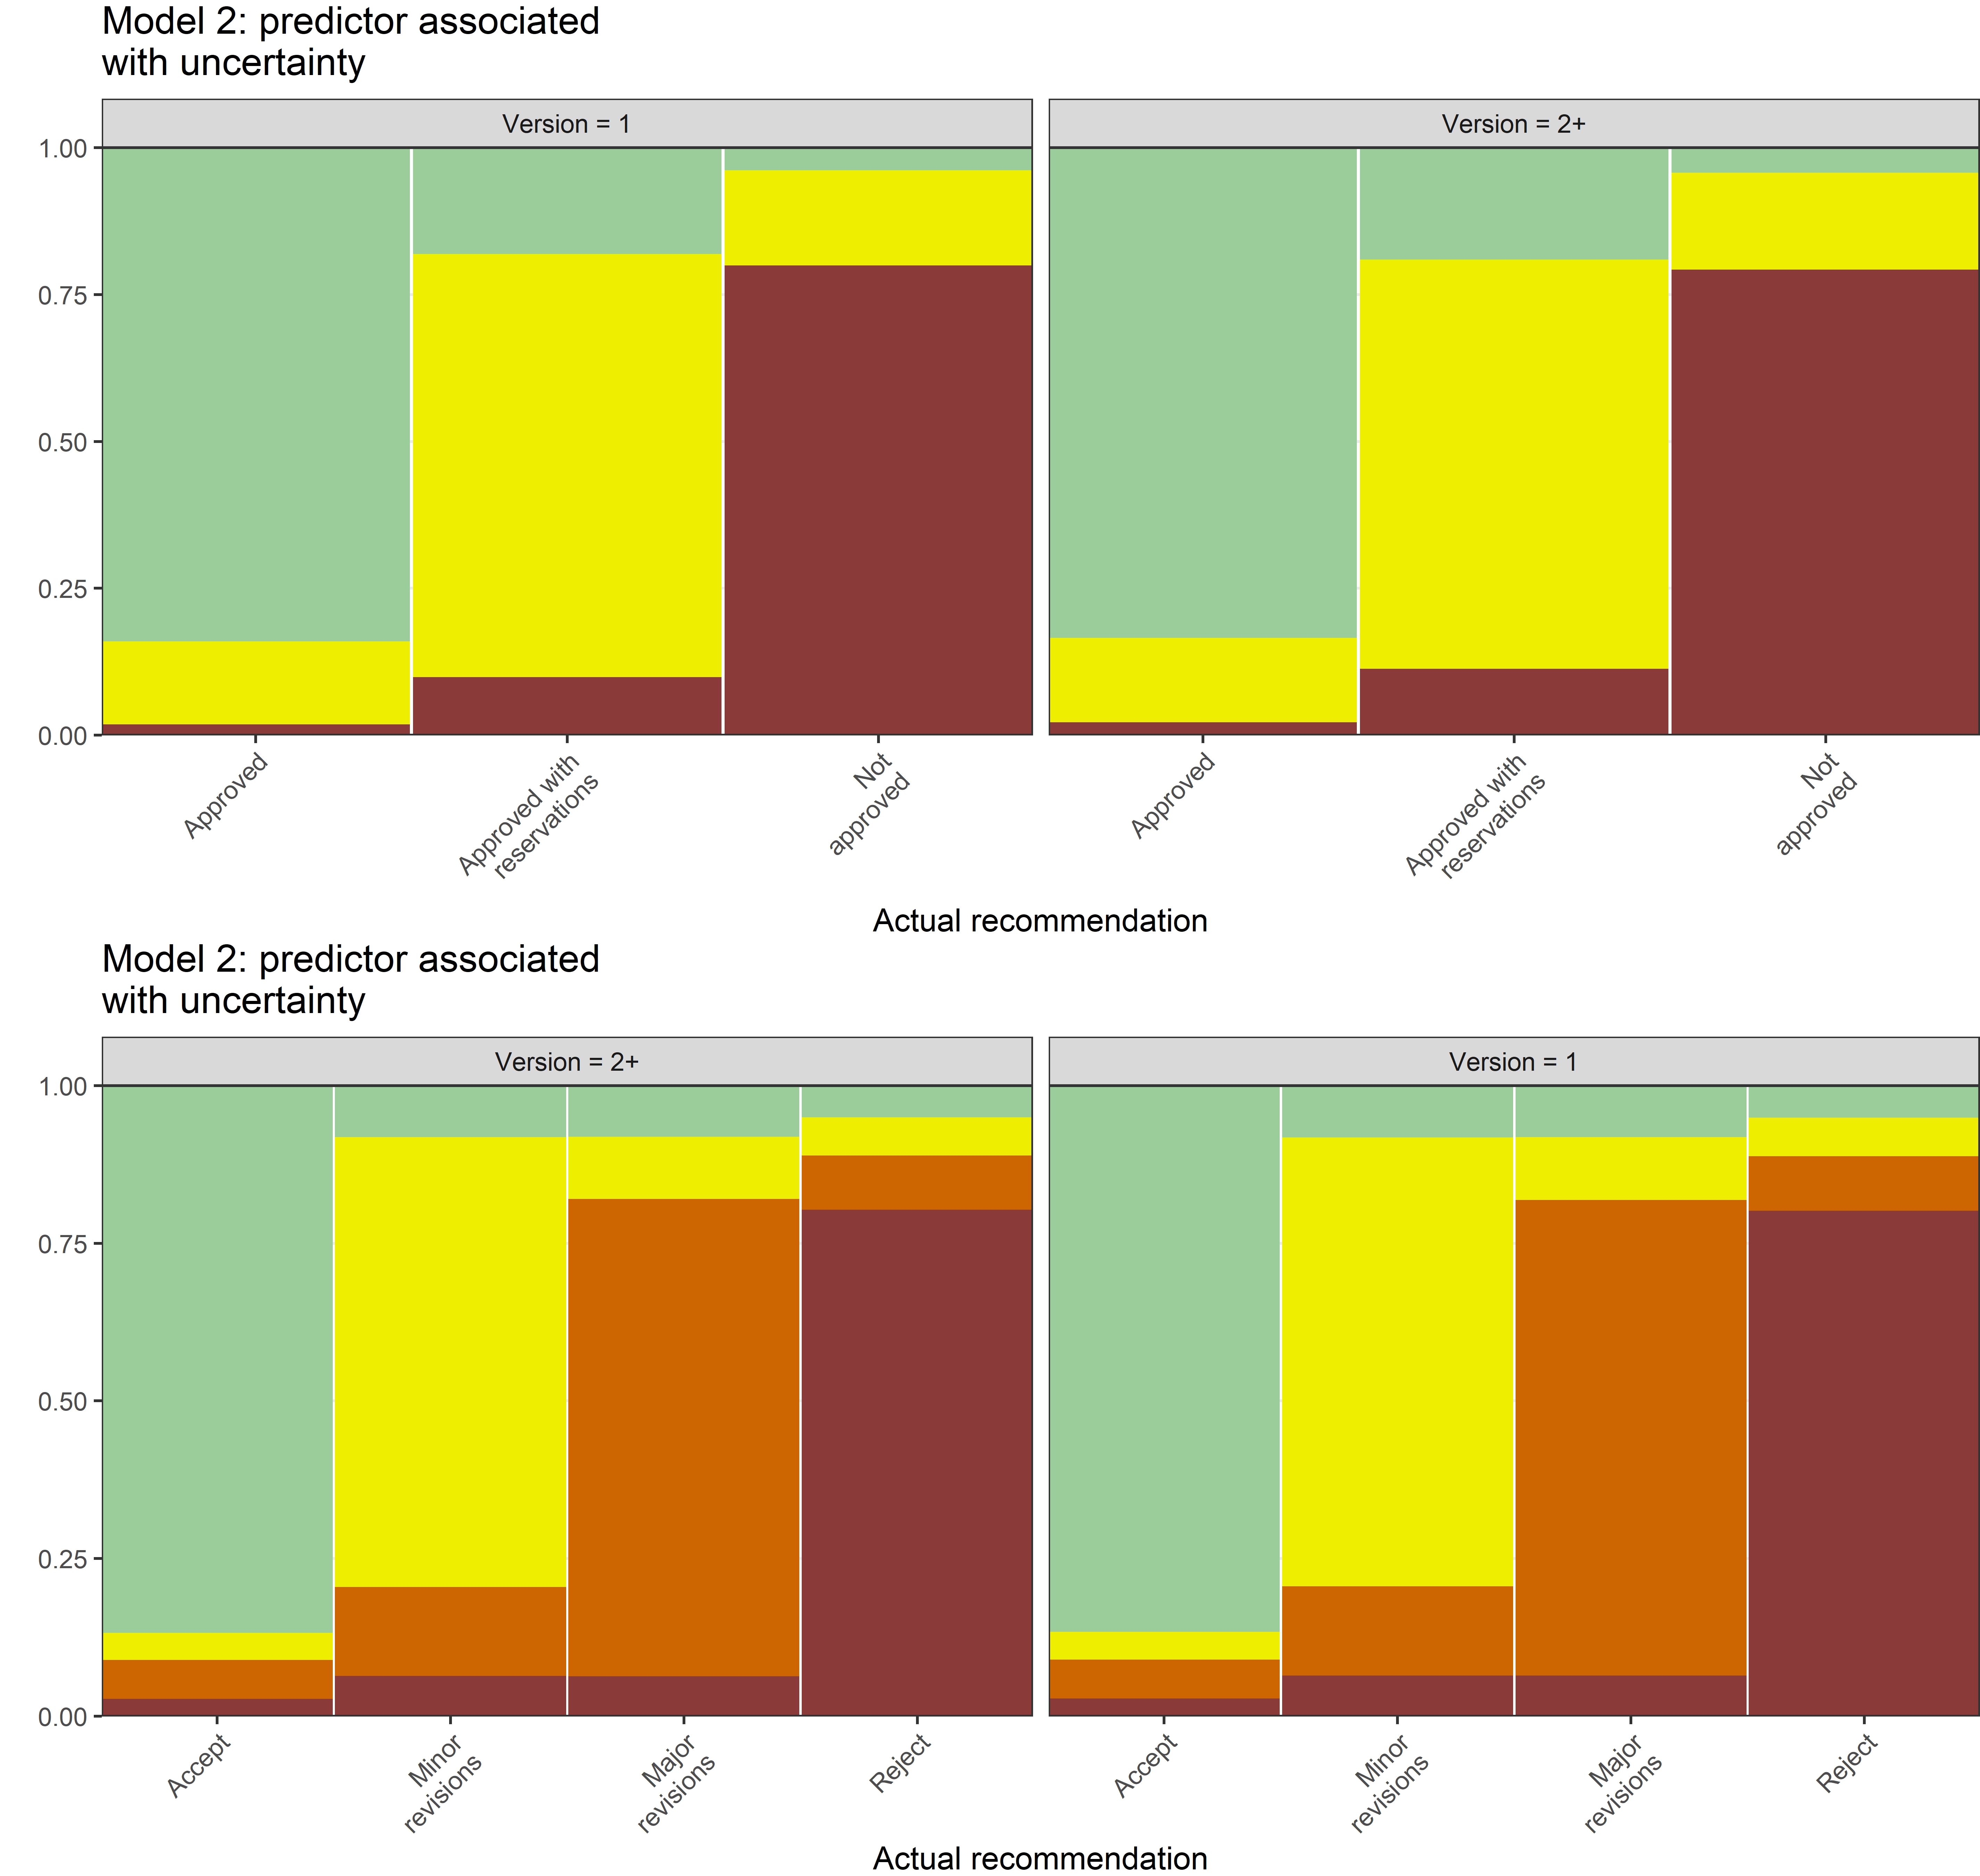 Model 2: predictor associated
with uncertainty
Version = 1
Version = 2+
1.00
0.75
0.50
0.25
0.00
Approved
Approved with
reservations
Not
approved
Approved
Approved with
reservations
Not
approved
Actual recommendation
Model 2: predictor associated
with uncertainty
Version = 2+
Version = 1
1.00
0.75
0.50
0.25
0.00
Accept
Minor
revisions
Major
revisions
Reject
Accept
Minor
revisions
Major
revisions
Reject
Actual recommendation